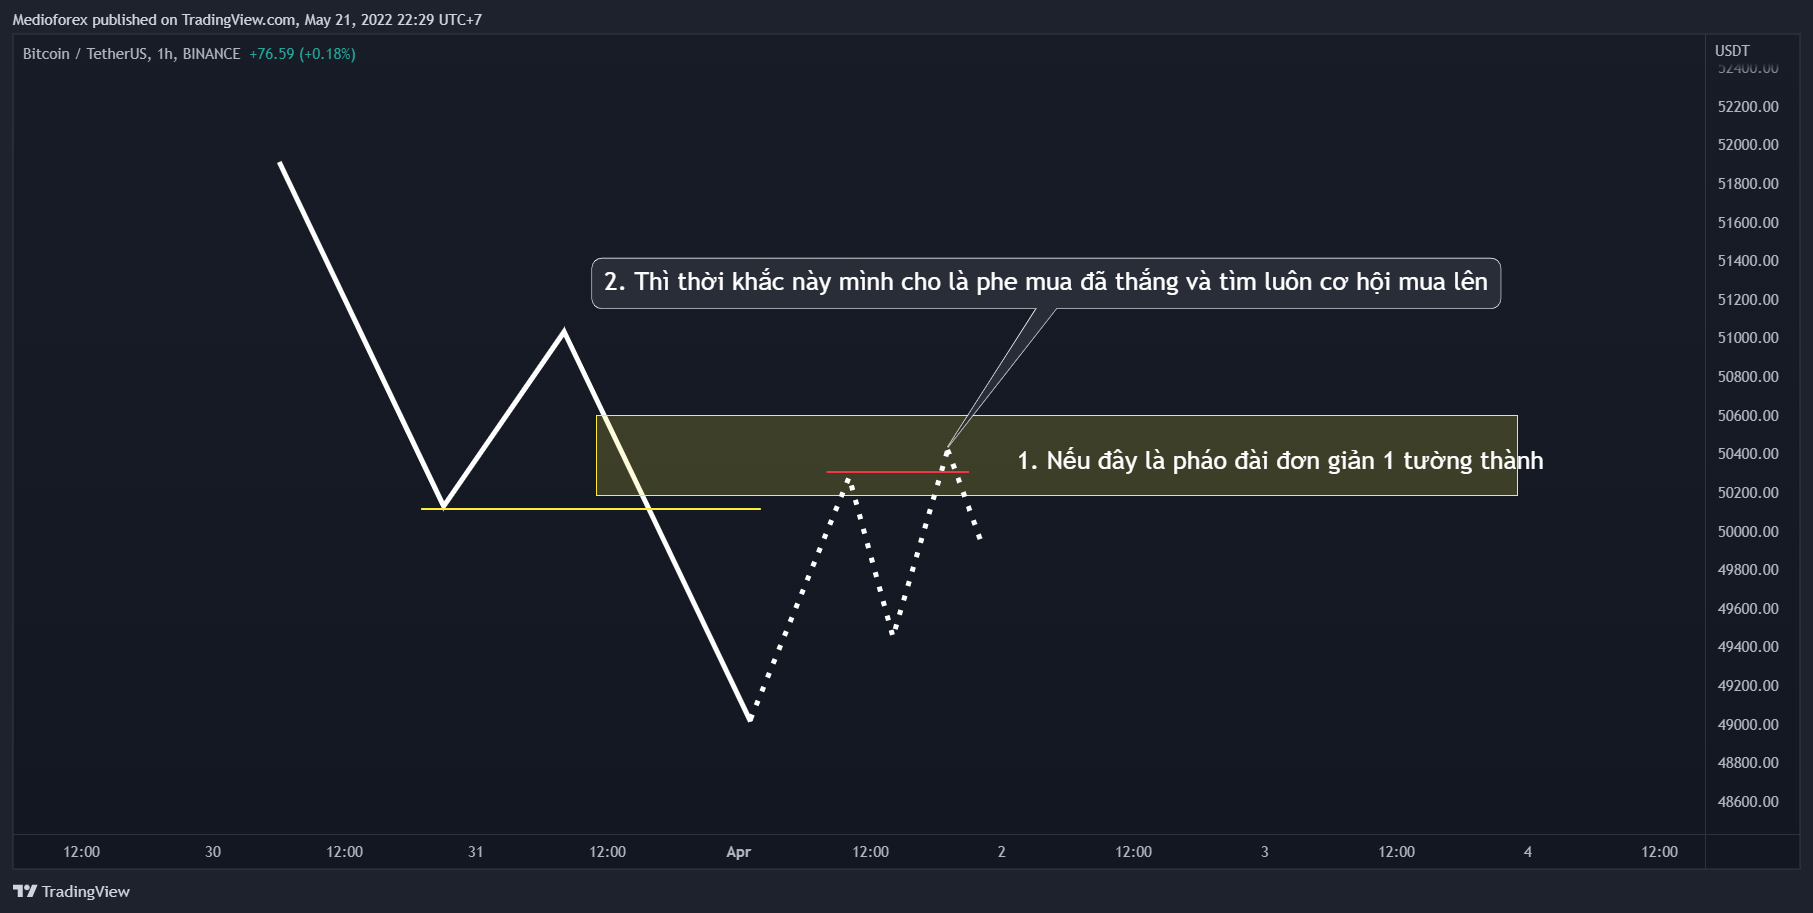 Medioforex published on TradingView.com, May 21, 2022 22:29 UTC+7
Bitcoin / TetherUS, 1h, BINANCE +76.59 (+0.18%)
USDT
52400.00
52200.00
52000.00
51800.00
51600.00
51400.00
51200.00
51000.00
50800.00
50600.00
50400.00
50200.00
50000.00
49800.00
49600.00
49400.00
49200.00
49000.00
48800.00
48600.00
2. Thì thời khắc này mình cho là phe mua đã thắng và tìm luôn cơ hội mua lên
1. Nếu đây là pháo đài đơn giản 1 tường thành
12:00 30 12:00 31 12:00 Apr 12:00 2 12:00 3 12:00 4 12:00
TradingView